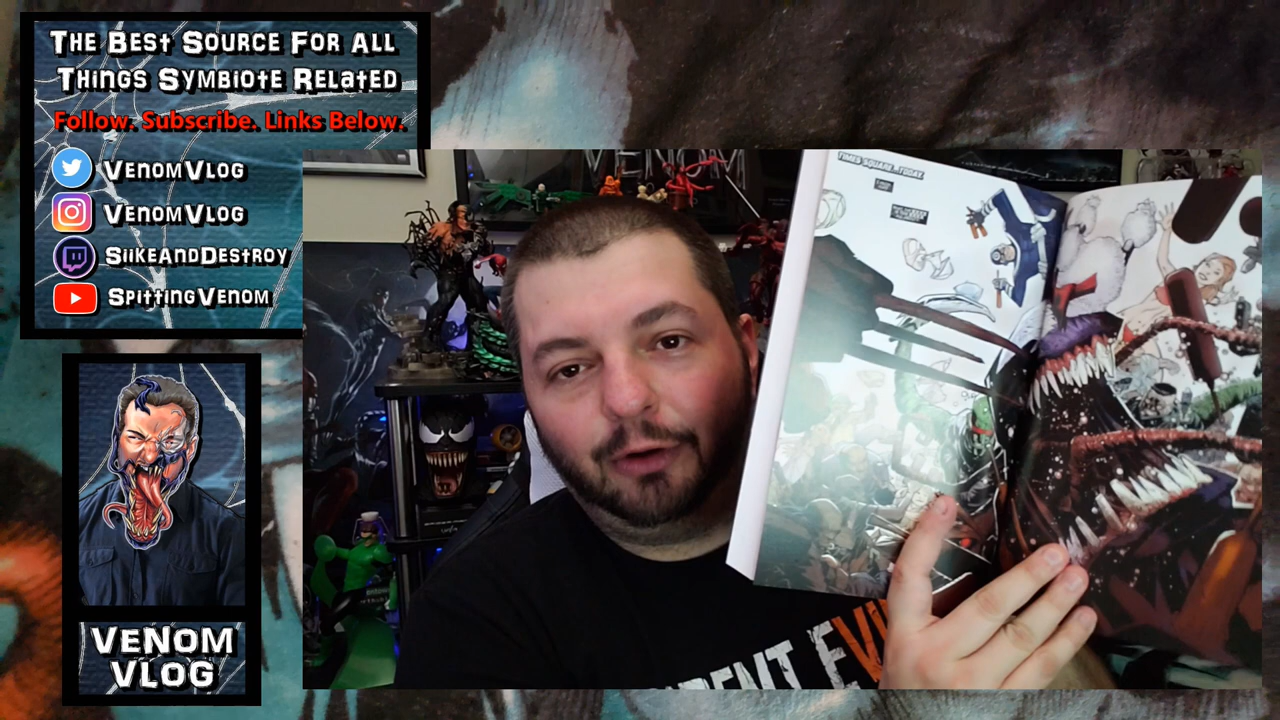 The Best Source For All
Things Symbiote Related
Follow. Subscribe. Links Below.
VenomVlog
VenomVlog
SiikeAndDestroy
SpittingVenom
VENOM
VLOG
VENOM
TIMES SQUARE. TODAY.